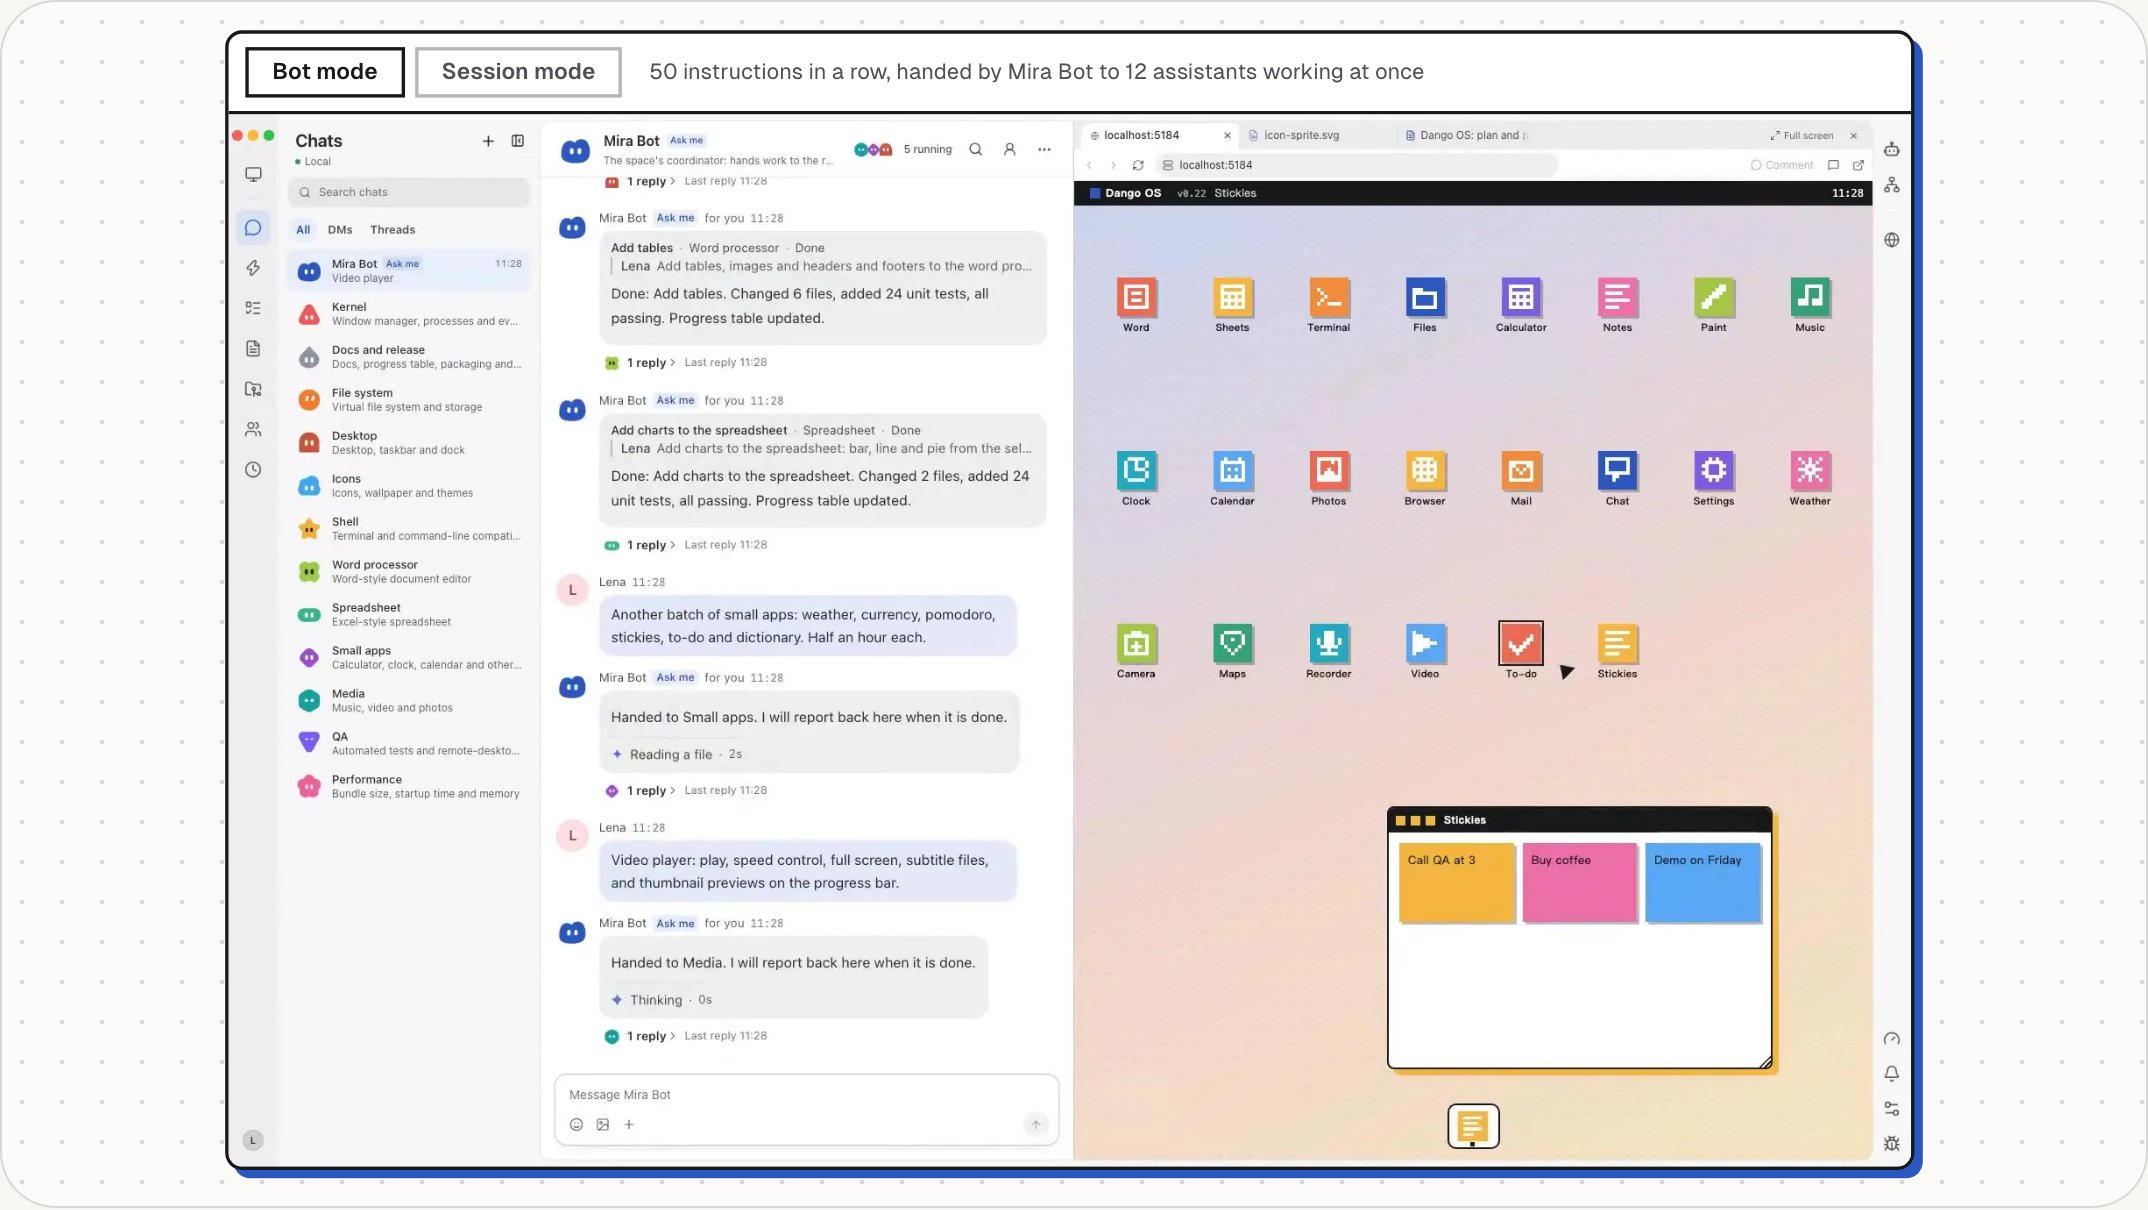 Bot mode
Session mode
50 instructions in a row, handed by Mira Bot to 12 assistants working at once
Chats
Local
Search chats
All
DMs
Threads
Mira Bot Ask me 11:28
Video player
Kernel
Window manager, processes and ev...
Docs and release
Docs, progress table, packaging and...
File system
Virtual file system and storage
Desktop
Desktop, taskbar and dock
Icons
Icons, wallpaper and themes
Shell
Terminal and command-line compati...
Word processor
Word-style document editor
Spreadsheet
Excel-style spreadsheet
Small apps
Calculator, clock, calendar and other...
Media
Music, video and photos
QA
Automated tests and remote-deskto...
Performance
Bundle size, startup time and memory
L
Mira Bot Ask me
The space's coordinator: hands work to the r...
5 running
1 reply > Last reply 11:28
Mira Bot Ask me for you 11:28
Add tables · Word processor · Done
Lena Add tables, images and headers and footers to the word pro...
Done: Add tables. Changed 6 files, added 24 unit tests, all
passing. Progress table updated.
1 reply > Last reply 11:28
Mira Bot Ask me for you 11:28
Add charts to the spreadsheet · Spreadsheet · Done
Lena Add charts to the spreadsheet: bar, line and pie from the sel...
Done: Add charts to the spreadsheet. Changed 2 files, added 24
unit tests, all passing. Progress table updated.
1 reply > Last reply 11:28
L
Lena 11:28
Another batch of small apps: weather, currency, pomodoro,
stickies, to-do and dictionary. Half an hour each.
Mira Bot Ask me for you 11:28
Handed to Small apps. I will report back here when it is done.
Reading a file · 2s
1 reply > Last reply 11:28
L
Lena 11:28
Video player: play, speed control, full screen, subtitle files,
and thumbnail previews on the progress bar.
Mira Bot Ask me for you 11:28
Handed to Media. I will report back here when it is done.
Thinking · 0s
1 reply > Last reply 11:28
Message Mira Bot
localhost:5184
icon-sprite.svg
Dango OS: plan and p
Full screen
localhost:5184
Comment
Dango OS v0.22 Stickies 11:28
Word Sheets Terminal Files Calculator Notes Paint Music
Clock Calendar Photos Browser Mail Chat Settings Weather
Camera Maps Recorder Video To-do Stickies
Stickies
Call QA at 3
Buy coffee
Demo on Friday